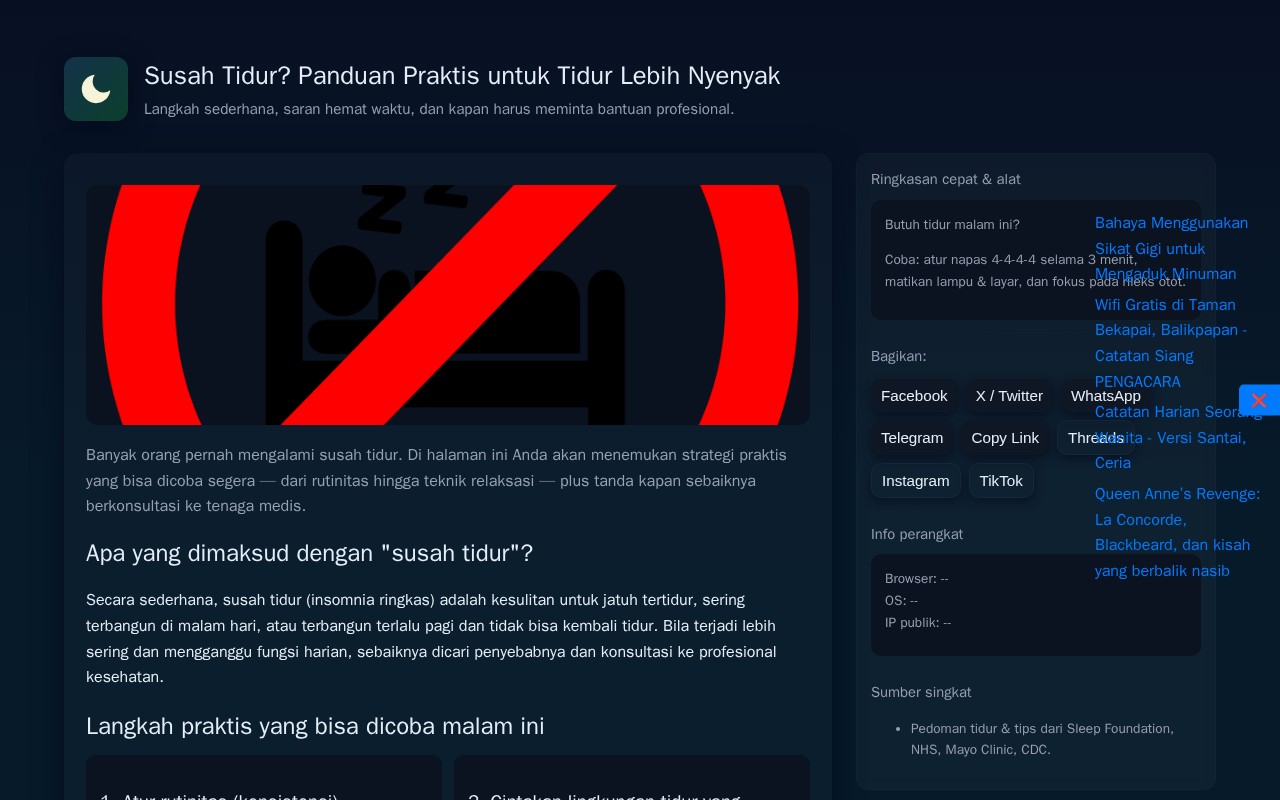 Susah Tidur? Panduan Praktis untuk Tidur Lebih Nyenyak
Langkah sederhana, saran hemat waktu, dan kapan harus meminta bantuan profesional.
z z
Banyak orang pernah mengalami susah tidur. Di halaman ini Anda akan menemukan strategi praktis
yang bisa dicoba segera — dari rutinitas hingga teknik relaksasi — plus tanda kapan sebaiknya
berkonsultasi ke tenaga medis.
Apa yang dimaksud dengan "susah tidur"?
Secara sederhana, susah tidur (insomnia ringkas) adalah kesulitan untuk jatuh tertidur, sering
terbangun di malam hari, atau terbangun terlalu pagi dan tidak bisa kembali tidur. Bila terjadi lebih
sering dan mengganggu fungsi harian, sebaiknya dicari penyebabnya dan konsultasi ke profesional
kesehatan.
Langkah praktis yang bisa dicoba malam ini
1. Atur rutinitas (konsistensi)
2. Ciptakan lingkungan tidur yang
Ringkasan cepat & alat
Butuh tidur malam ini?
Coba: atur napas 4-4-4-4 selama 3 menit,
matikan lampu & layar, dan fokus pada rileks otot.
Bagikan:
Facebook
X / Twitter
WhatsApp
Telegram
Copy Link
Threads
Instagram
TikTok
Info perangkat
Browser: --
OS: --
IP publik: --
Sumber singkat
Pedoman tidur & tips dari Sleep Foundation,
NHS, Mayo Clinic, CDC.
Bahaya Menggunakan
Sikat Gigi untuk
Mengaduk Minuman
Wifi Gratis di Taman
Bekapai, Balikpapan -
Catatan Siang
PENGACARA
Catatan Harian Seorang
Wanita - Versi Santai,
Ceria
Queen Anne's Revenge:
La Concorde,
Blackbeard, dan kisah
yang berbalik nasib